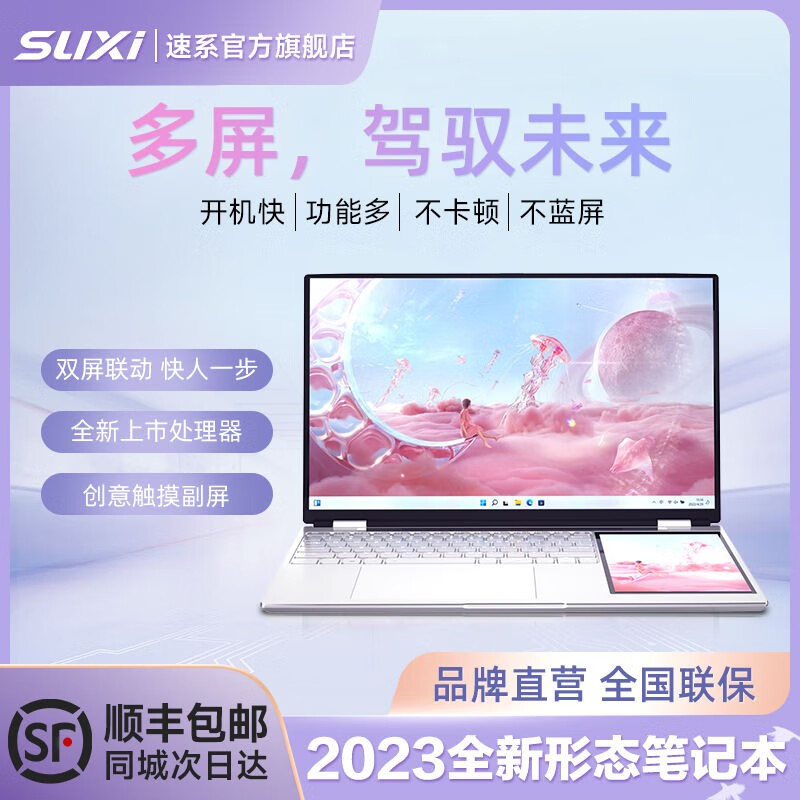 SUXi 速系官方旗舰店
多屏，驾驭未来
开机快 功能多 不卡顿 不蓝屏
双屏联动 快人一步
全新上市处理器
创意触摸副屏
品牌直营 全国联保
SF 顺丰包邮
同城次日达
2023全新形态笔记本